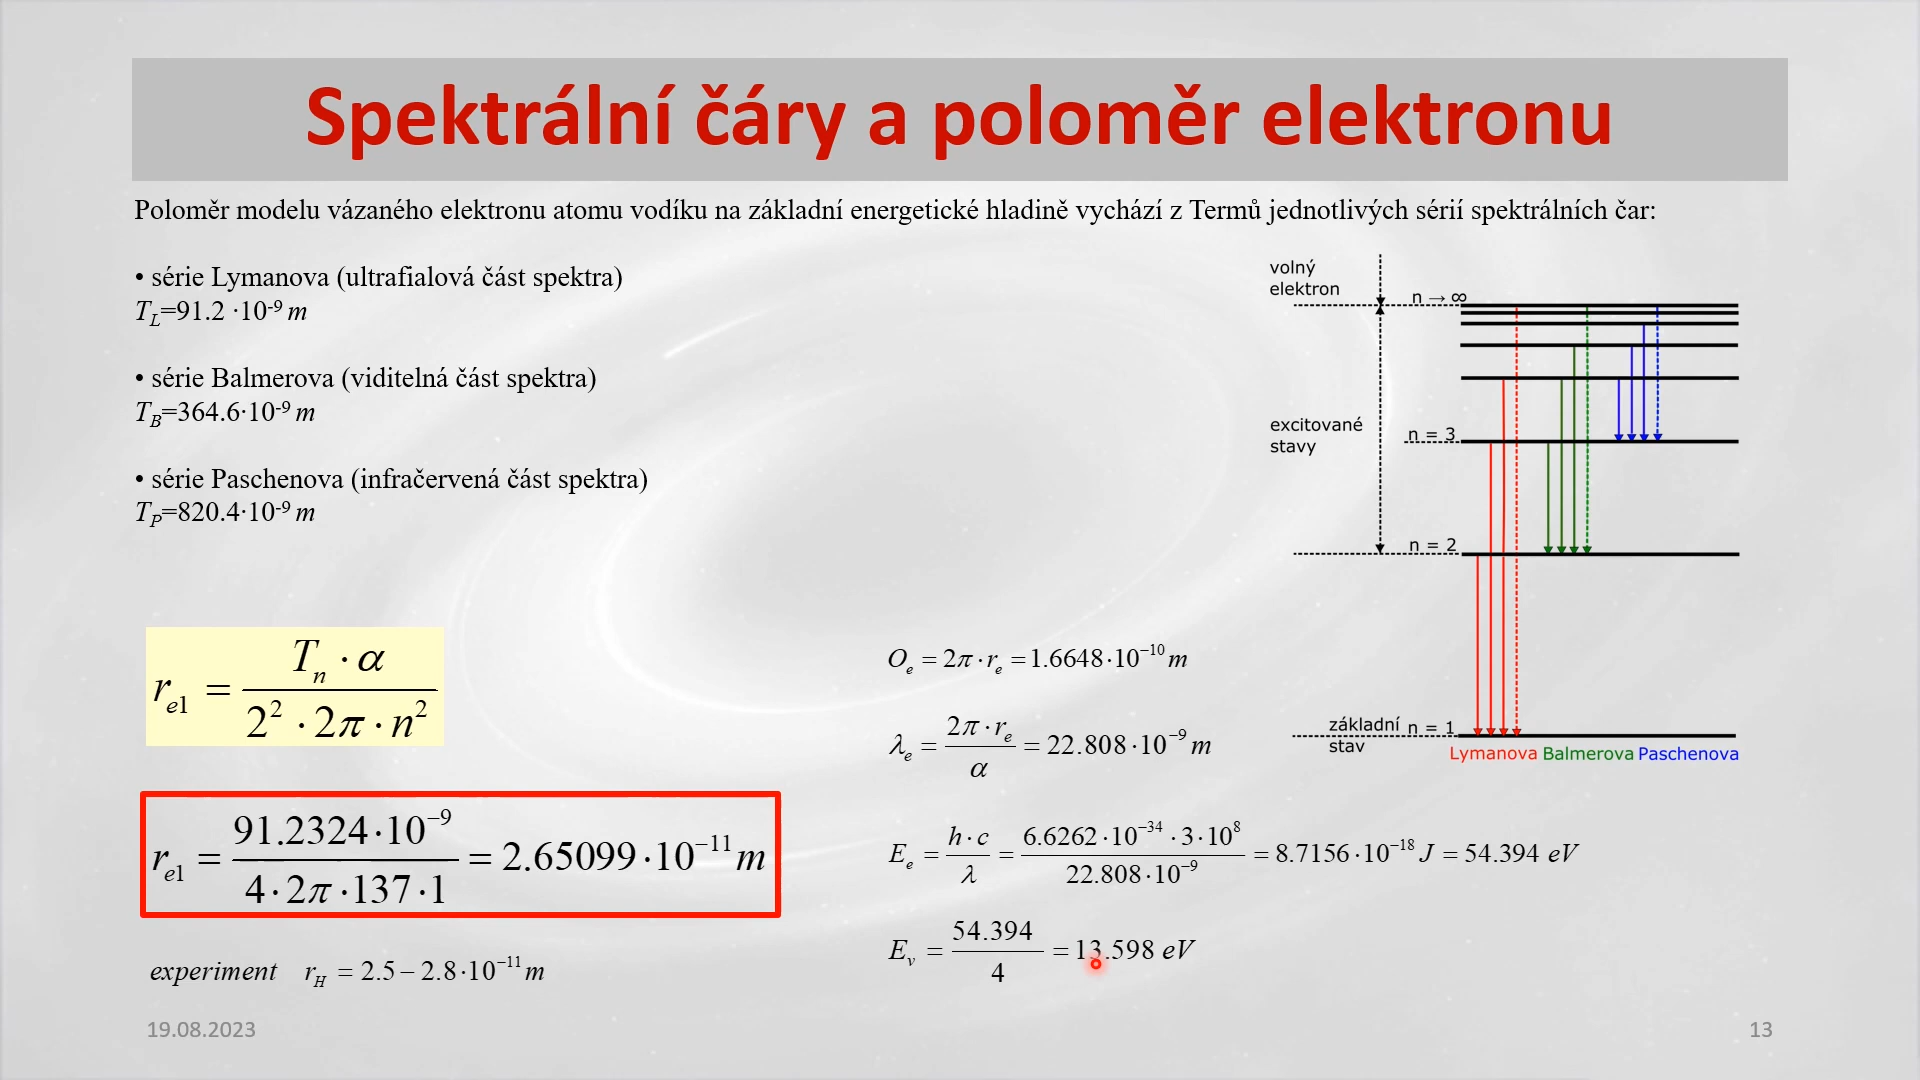 Spektrální čáry a poloměr elektronu
Poloměr modelu vázaného elektronu atomu vodíku na základní energetické hladině vychází z Termů jednotlivých sérií spektrálních čar:
• série Lymanova (ultrafialová část spektra)
T_L=91.2 ·10^-9 m
• série Balmerova (viditelná část spektra)
T_B=364.6·10^-9 m
• série Paschenova (infračervená část spektra)
T_P=820.4·10^-9 m
r_e1 = (T_n · α) / (2^2 · 2π · n^2)
r_e1 = (91.2324·10^−9) / (4·2π·137·1) = 2.65099·10^−11 m
experiment r_H = 2.5 − 2.8·10^−11 m
O_e = 2π·r_e = 1.6648·10^−10 m
λ_e = (2π·r_e) / α = 22.808·10^−9 m
E_e = (h·c) / λ = (6.6262·10^−34·3·10^8) / (22.808·10^−9) = 8.7156·10^−18 J = 54.394 eV
E_v = 54.394 / 4 = 13.598 eV
volný
elektron
n → ∞
excitované
stavy
n = 3
n = 2
základní
stav
n = 1
Lymanova Balmerova Paschenova
19.08.2023
13